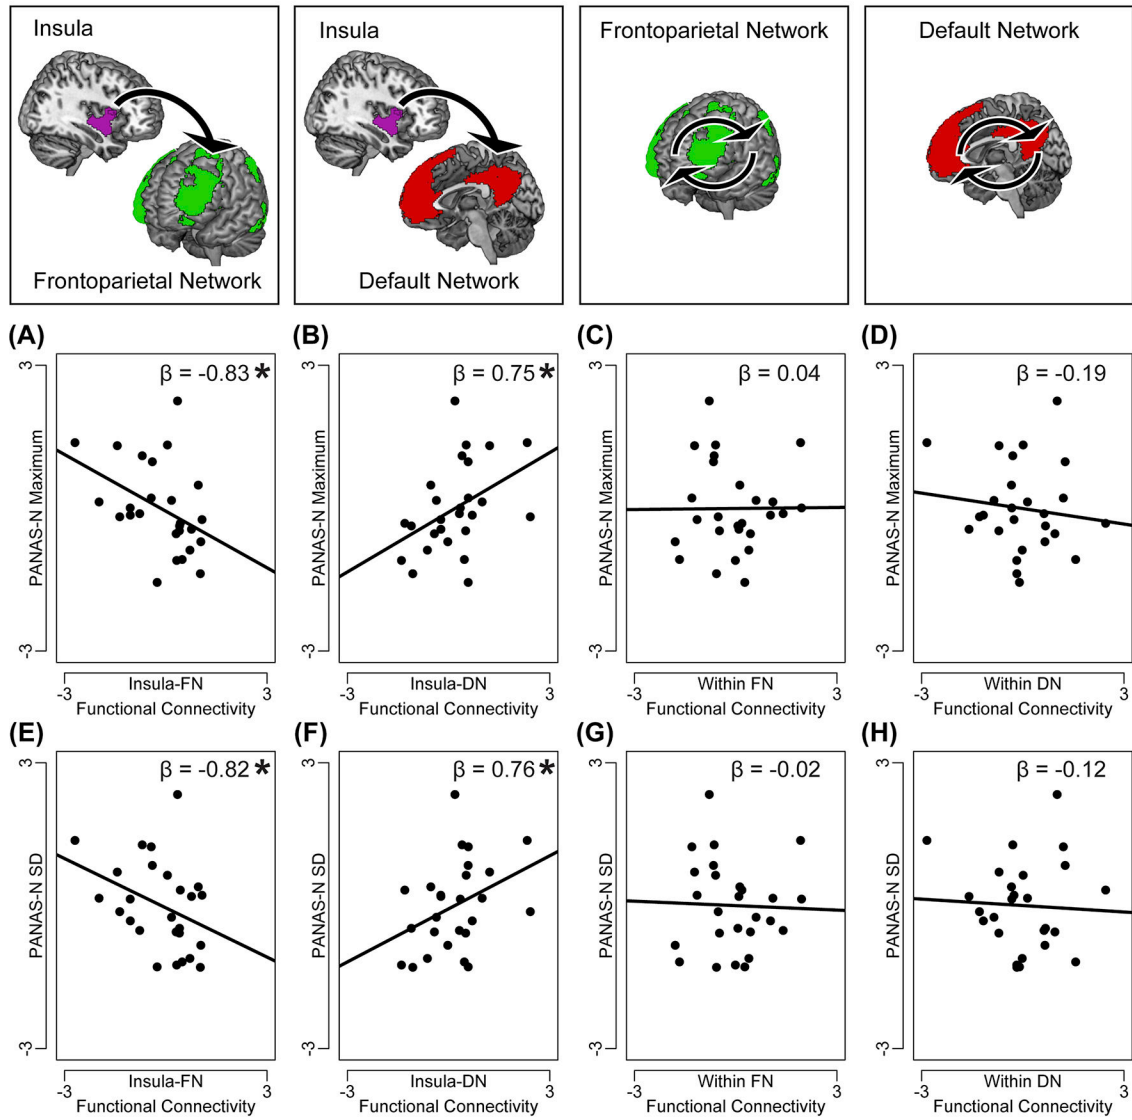 Insula
Insula
Frontoparietal Network
Default Network
Frontoparietal Network
Default Network
(A)
(B)
(C)
(D)
β = -0.83 *
β = 0.75 *
β = 0.04
β = -0.19
3
3
3
3
PANAS-N Maximum
PANAS-N Maximum
PANAS-N Maximum
PANAS-N Maximum
-3
-3
-3
-3
-3 Insula-FN 3
Functional Connectivity
-3 Insula-DN 3
Functional Connectivity
-3 Within FN 3
Functional Connectivity
-3 Within DN 3
Functional Connectivity
(E)
(F)
(G)
(H)
β = -0.82 *
β = 0.76 *
β = -0.02
β = -0.12
3
3
3
3
PANAS-N SD
PANAS-N SD
PANAS-N SD
PANAS-N SD
-3
-3
-3
-3
-3 Insula-FN 3
Functional Connectivity
-3 Insula-DN 3
Functional Connectivity
-3 Within FN 3
Functional Connectivity
-3 Within DN 3
Functional Connectivity